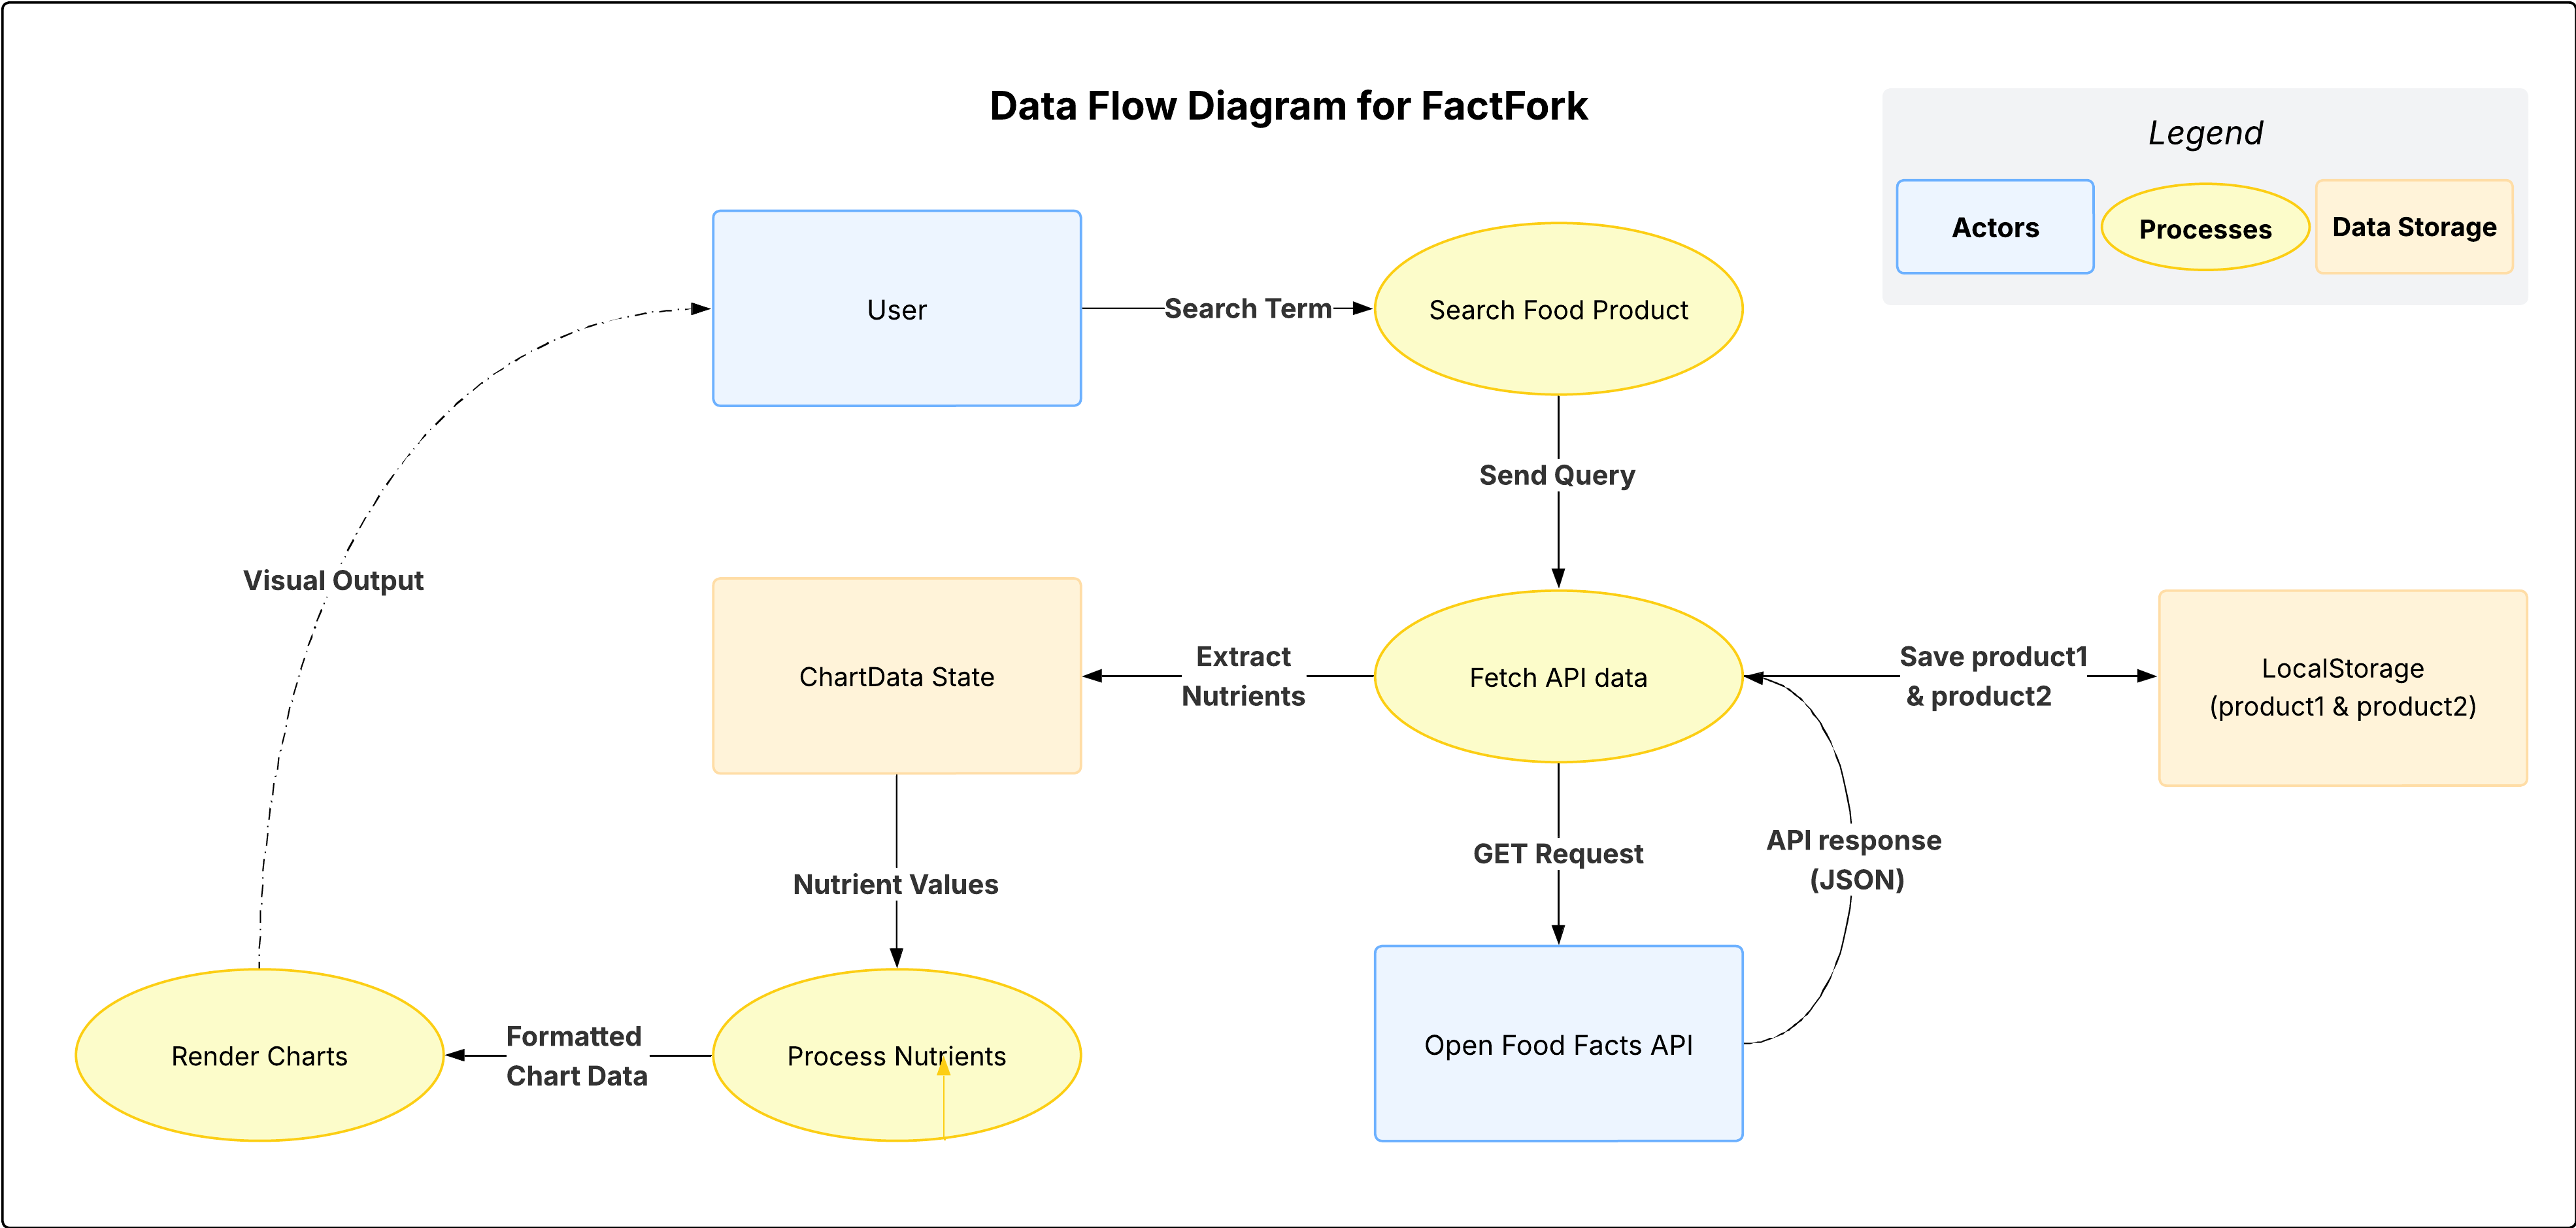 Data Flow Diagram for FactFork
Legend
Actors
Processes
Data Storage
User
Search Term
Search Food Product
Send Query
Visual Output
ChartData State
Extract
Nutrients
Fetch API data
Save product1
& product2
LocalStorage
(product1 & product2)
Nutrient Values
GET Request
API response
(JSON)
Render Charts
Formatted
Chart Data
Process Nutrients
Open Food Facts API